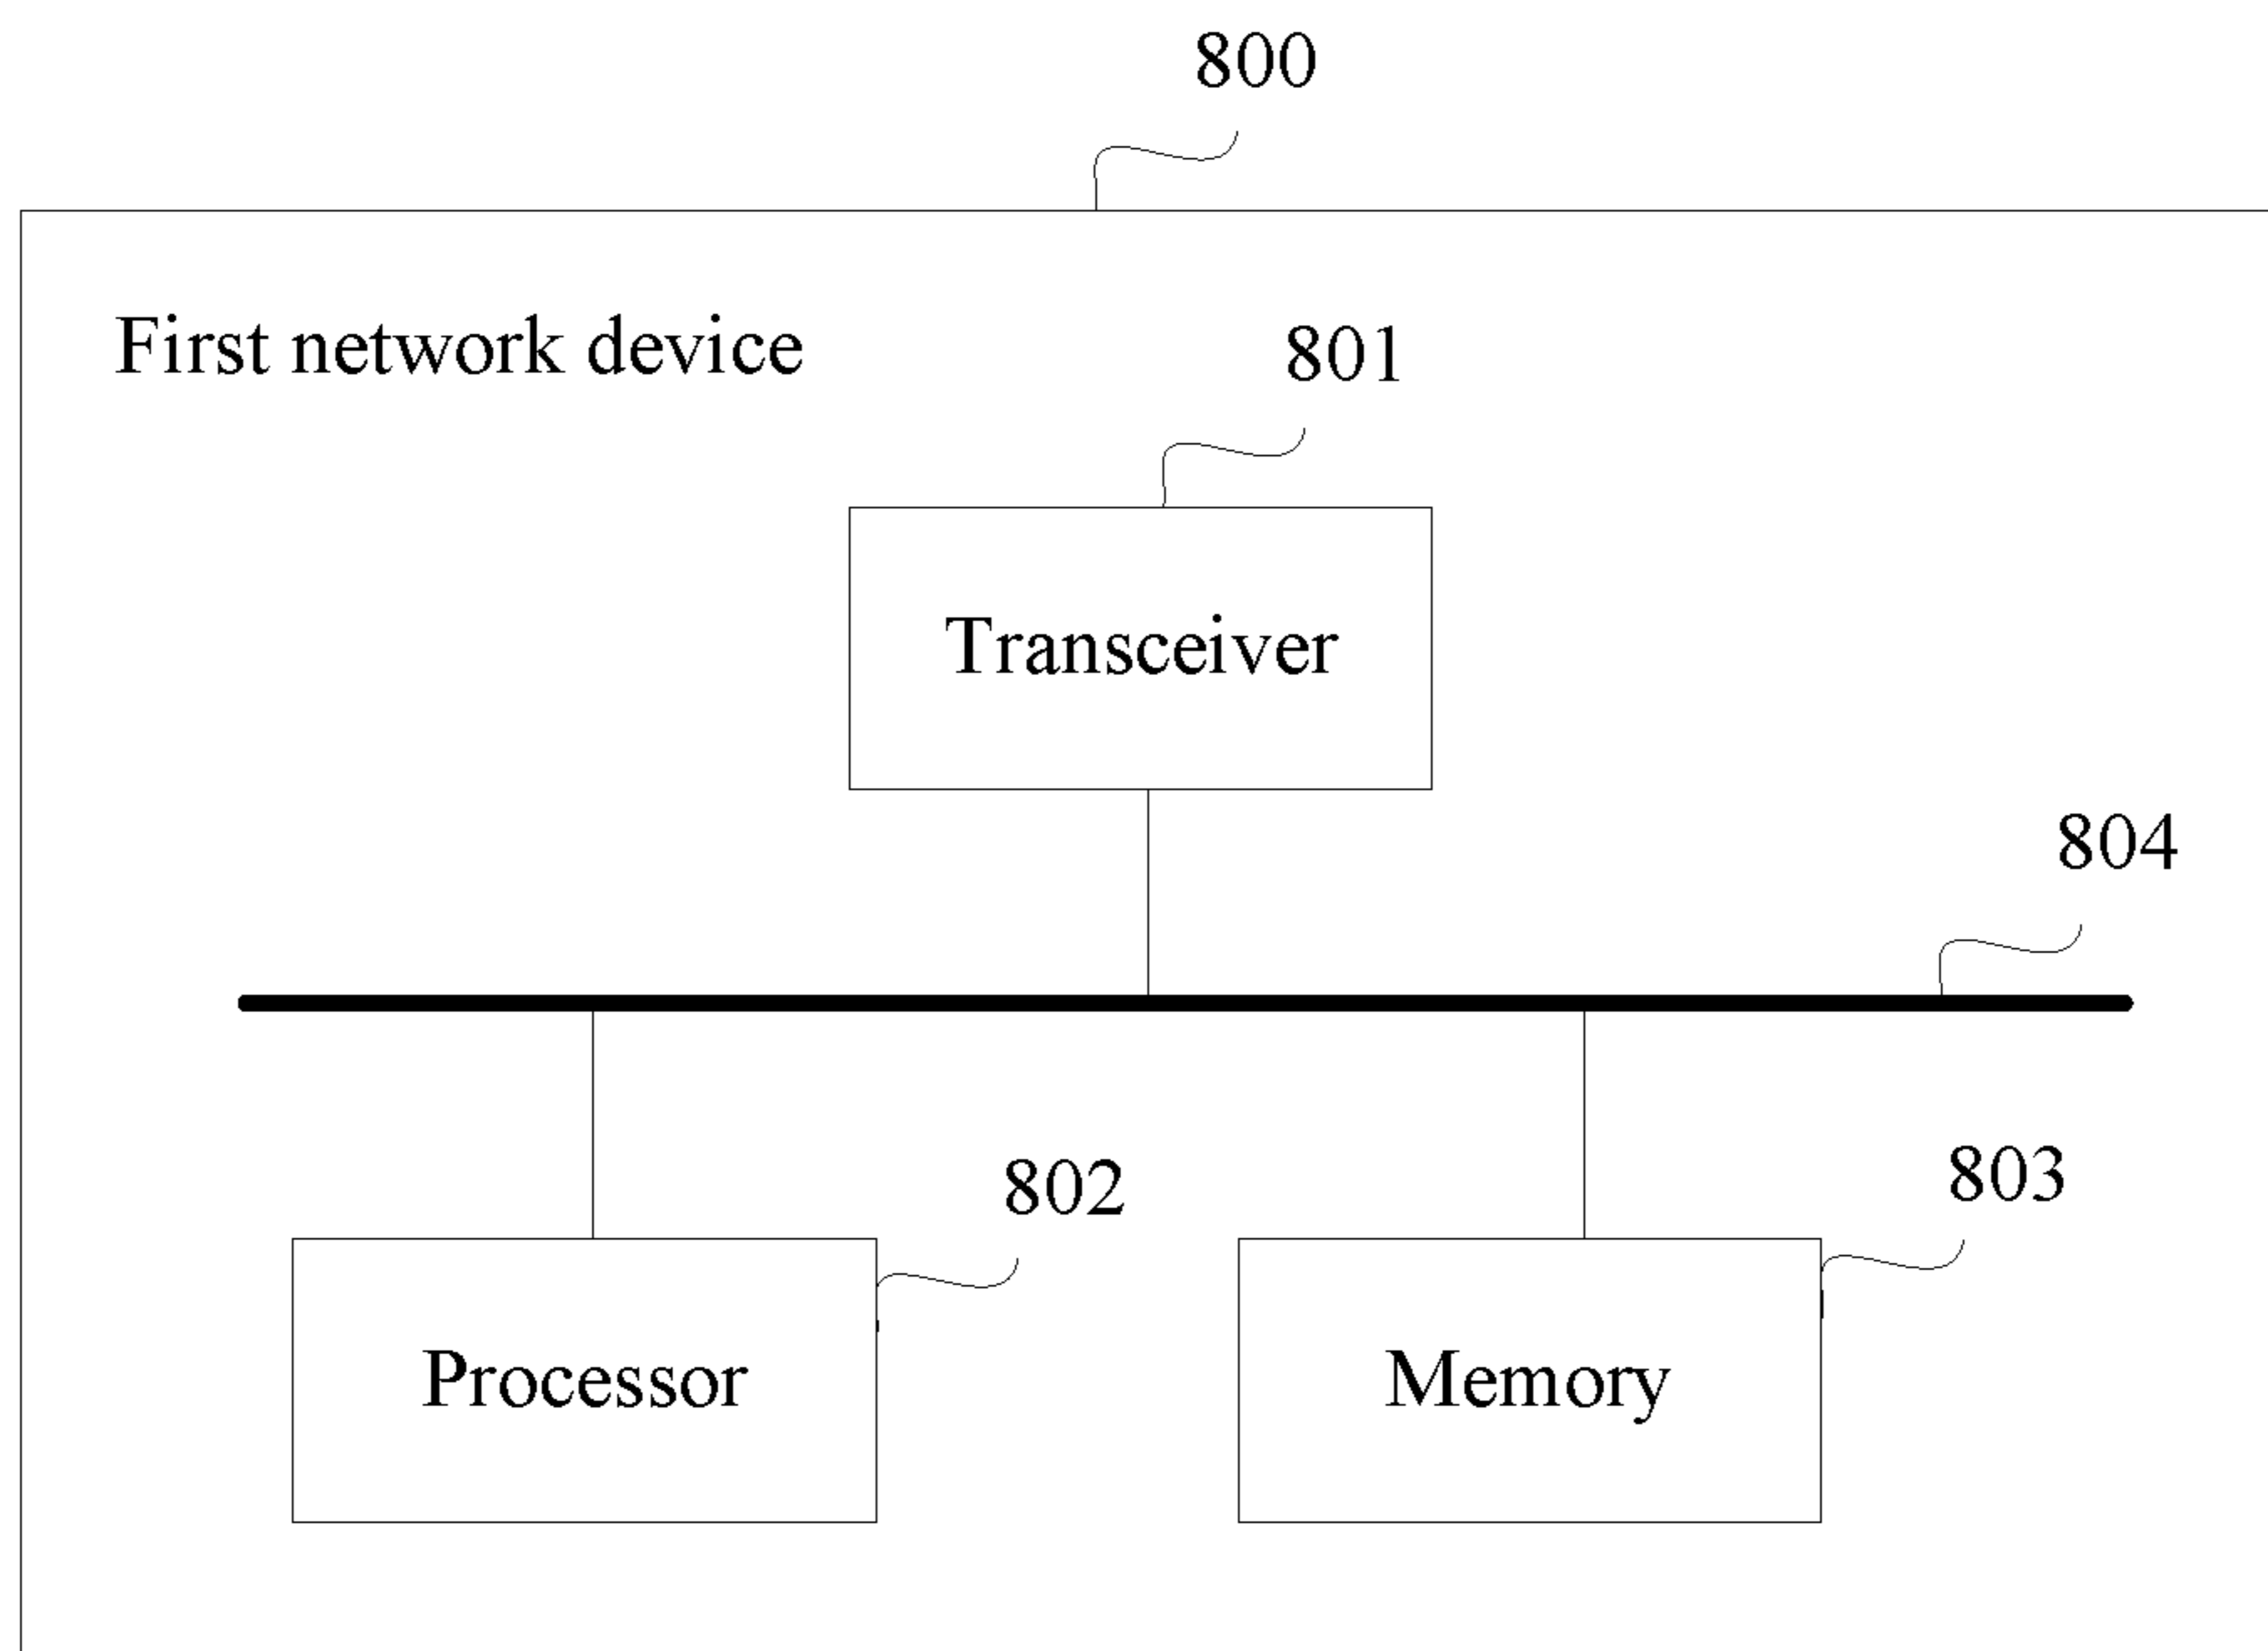 800
First network device
801
Transceiver
804
802
803
Processor
Memory